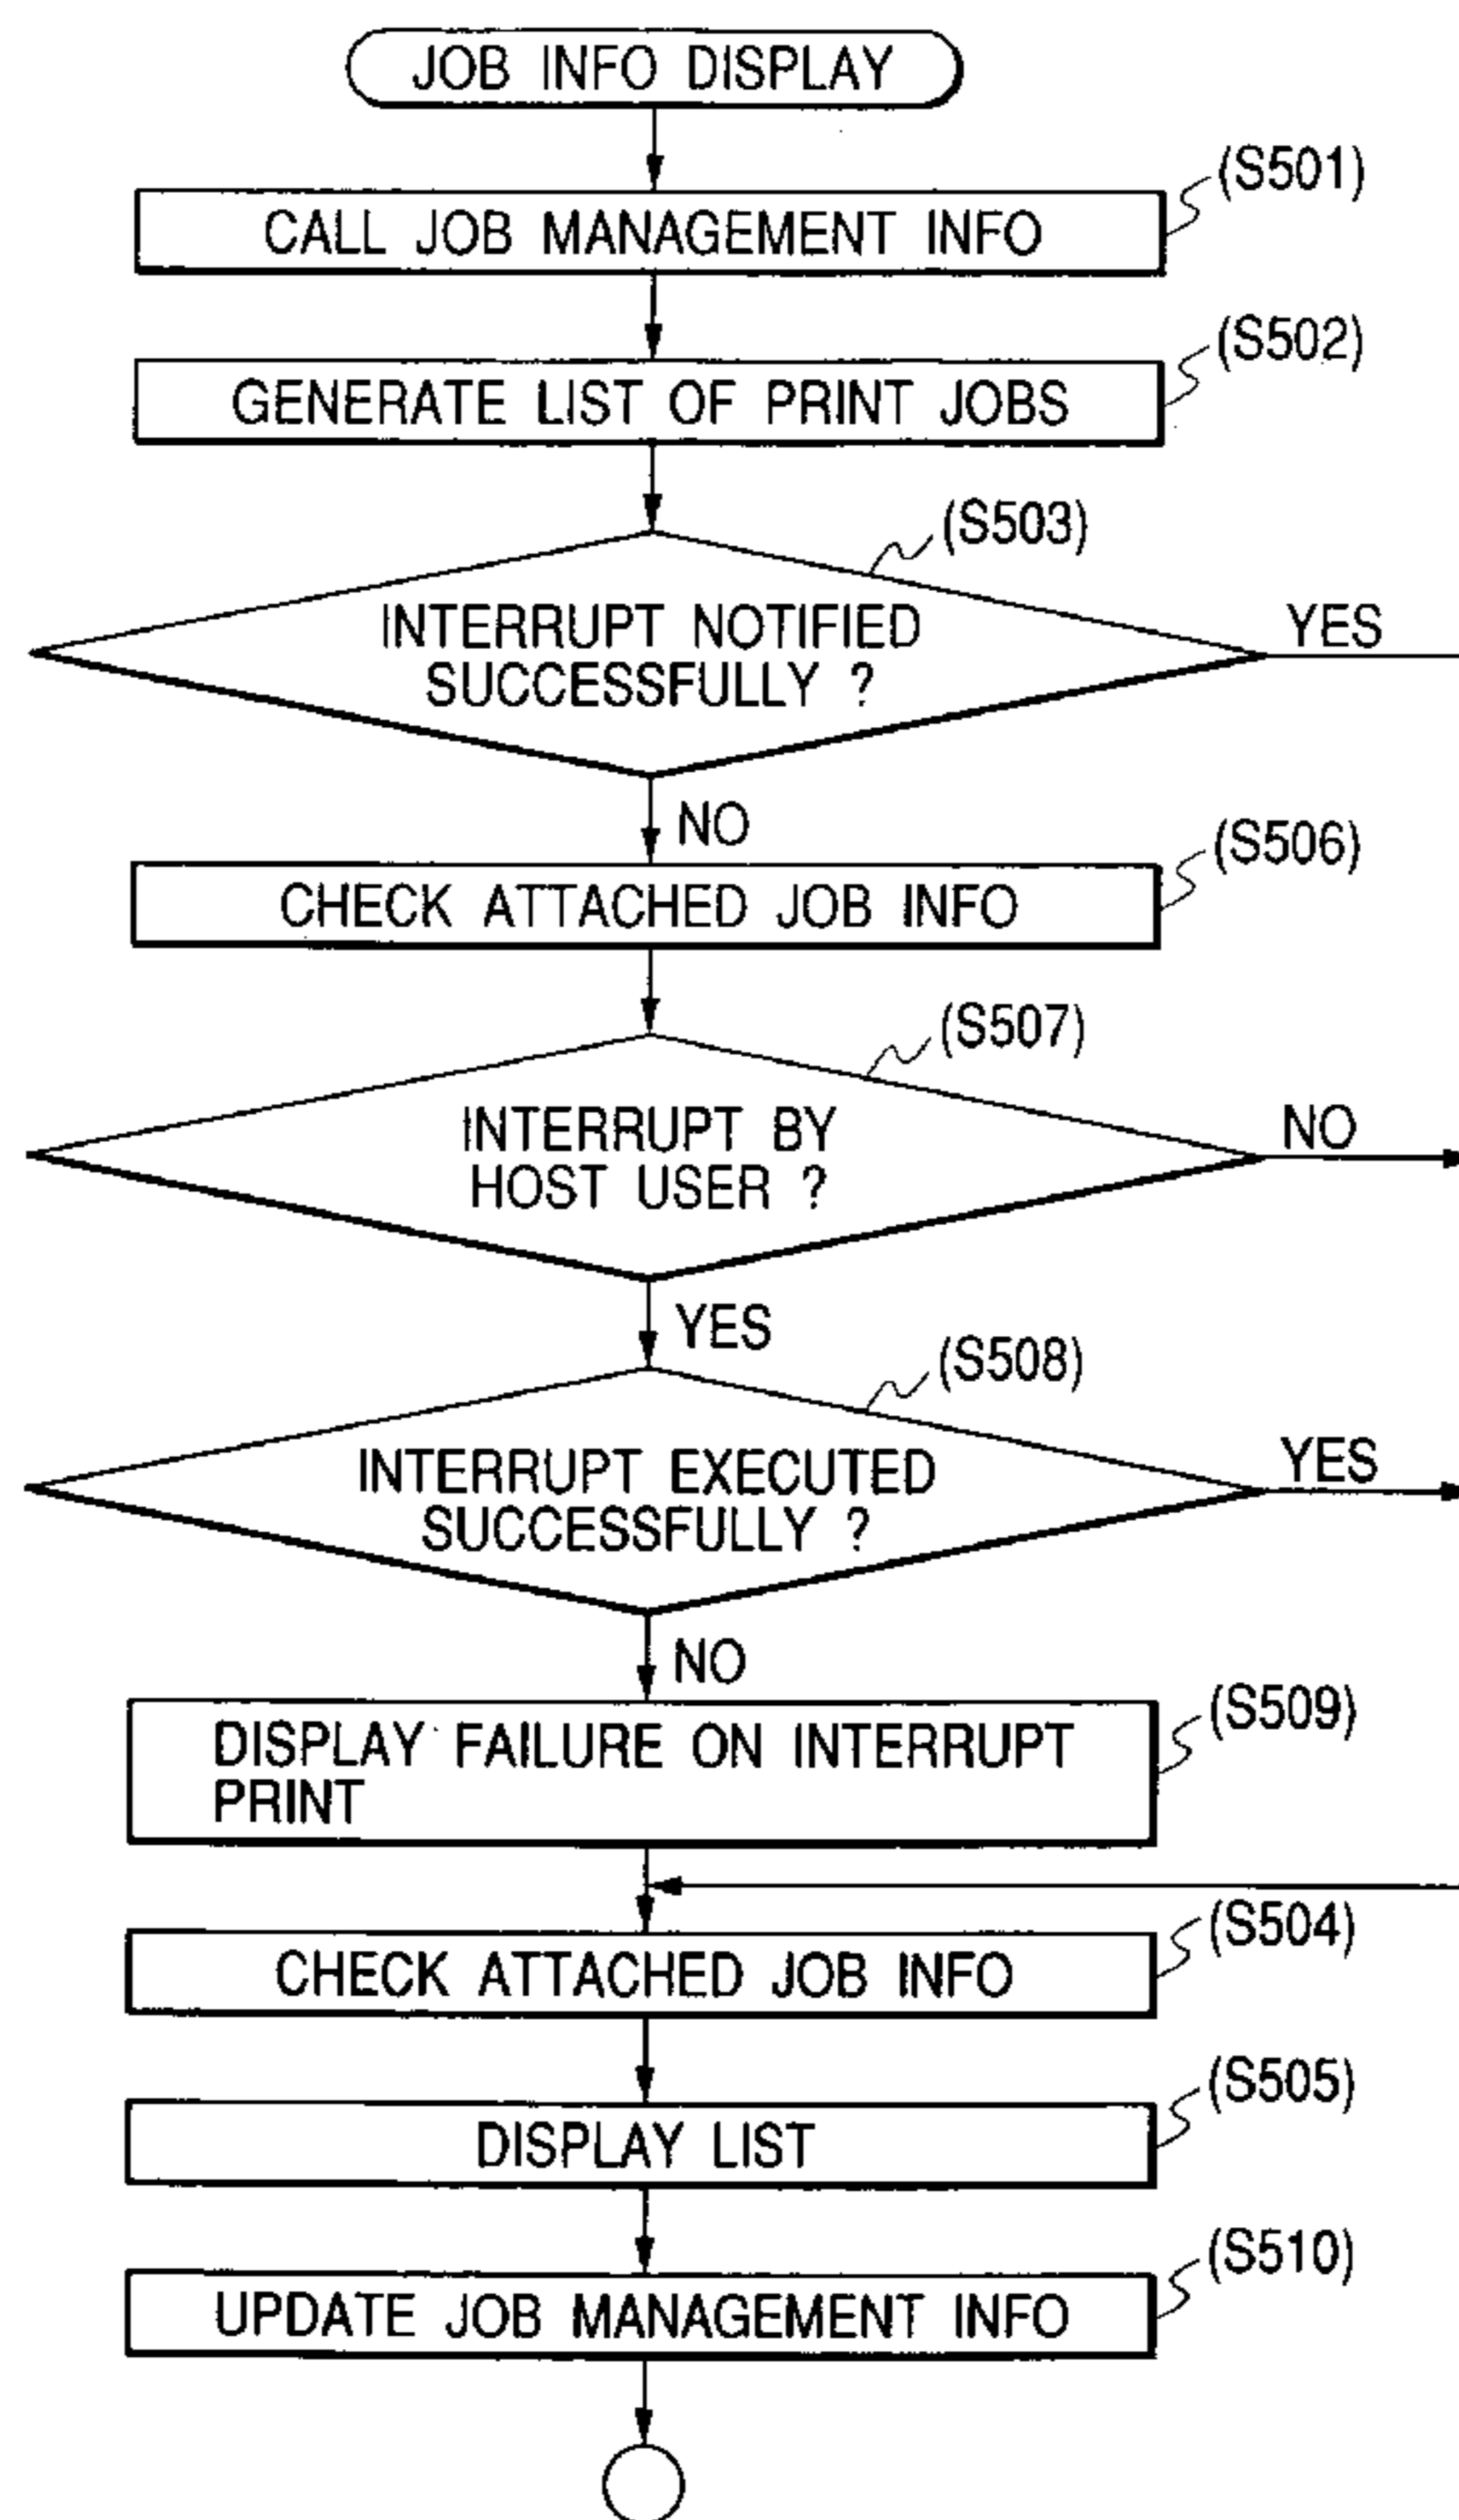 JOB INFO DISPLAY
(S501)
CALL JOB MANAGEMENT INFO
(S502)
GENERATE LIST OF PRINT JOBS
(S503)
INTERRUPT NOTIFIED
SUCCESSFULLY ?
YES
NO
(S506)
CHECK ATTACHED JOB INFO
(S507)
INTERRUPT BY
HOST USER ?
NO
YES
(S508)
INTERRUPT EXECUTED
SUCCESSFULLY ?
YES
NO
(S509)
DISPLAY FAILURE ON INTERRUPT
PRINT
(S504)
CHECK ATTACHED JOB INFO
(S505)
DISPLAY LIST
(S510)
UPDATE JOB MANAGEMENT INFO